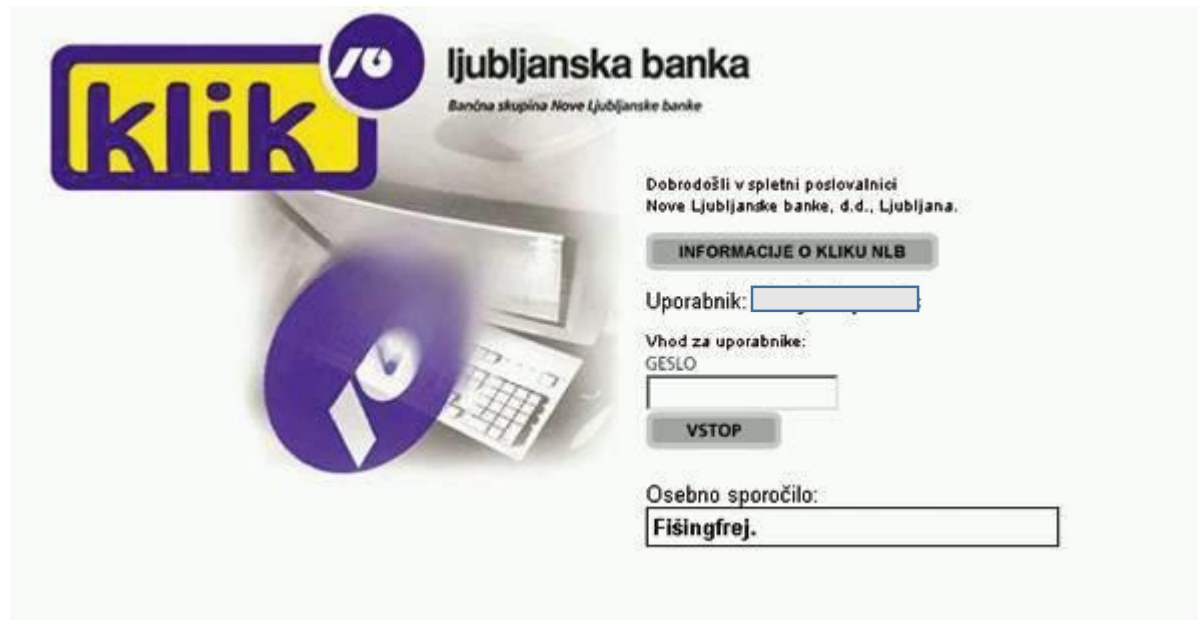 klik
ljubljanska banka
Bančna skupina Nove Ljubljanske banke
Dobrodošli v spletni poslovalnici
Nove Ljubljanske banke, d.d., Ljubljana.
INFORMACIJE O KLIKU NLB
Uporabnik:
Vhod za uporabnike:
GESLO
VSTOP
Osebno sporočilo:
Fišingfrej.